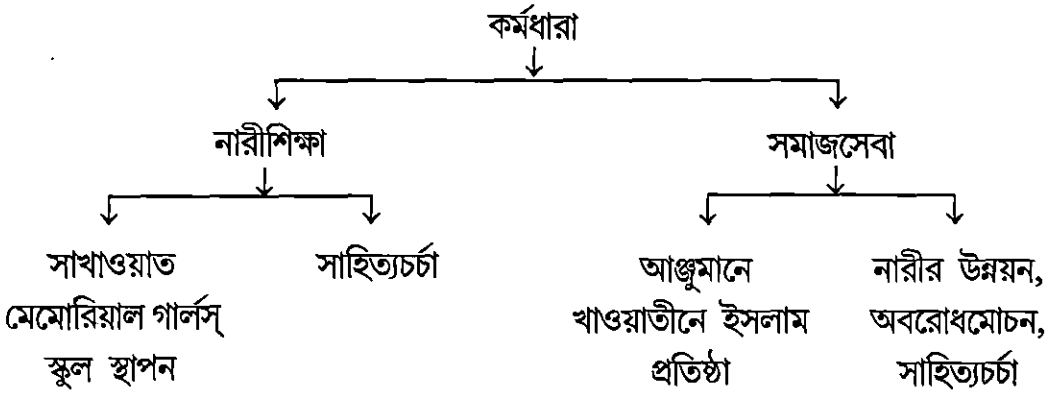 কর্মধারা
নারীশিক্ষা
সমাজসেবা
সাখাওয়াত
মেমোরিয়াল গার্লস্
স্কুল স্থাপন
সাহিত্যচর্চা
আঞ্জুমানে
খাওয়াতীনে ইসলাম
প্রতিষ্ঠা
নারীর উন্নয়ন,
অবরোধমোচন,
সাহিত্যচর্চা